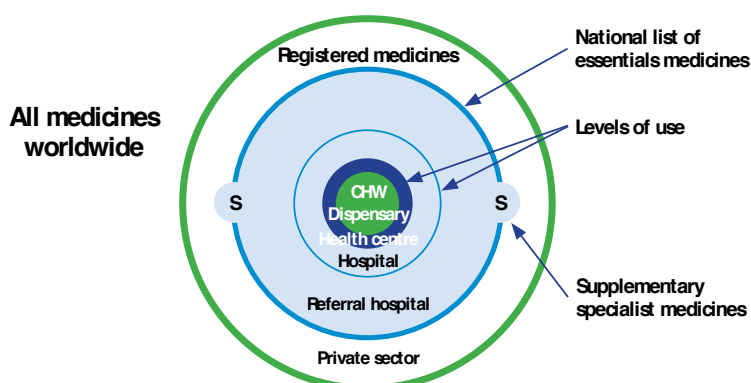 Registered medicines
National list of
essentials medicines
All medicines
worldwide
Levels of use
S
CHW
Dispensary
Health centre
Hospital
S
Referral hospital
Supplementary
specialist medicines
Private sector